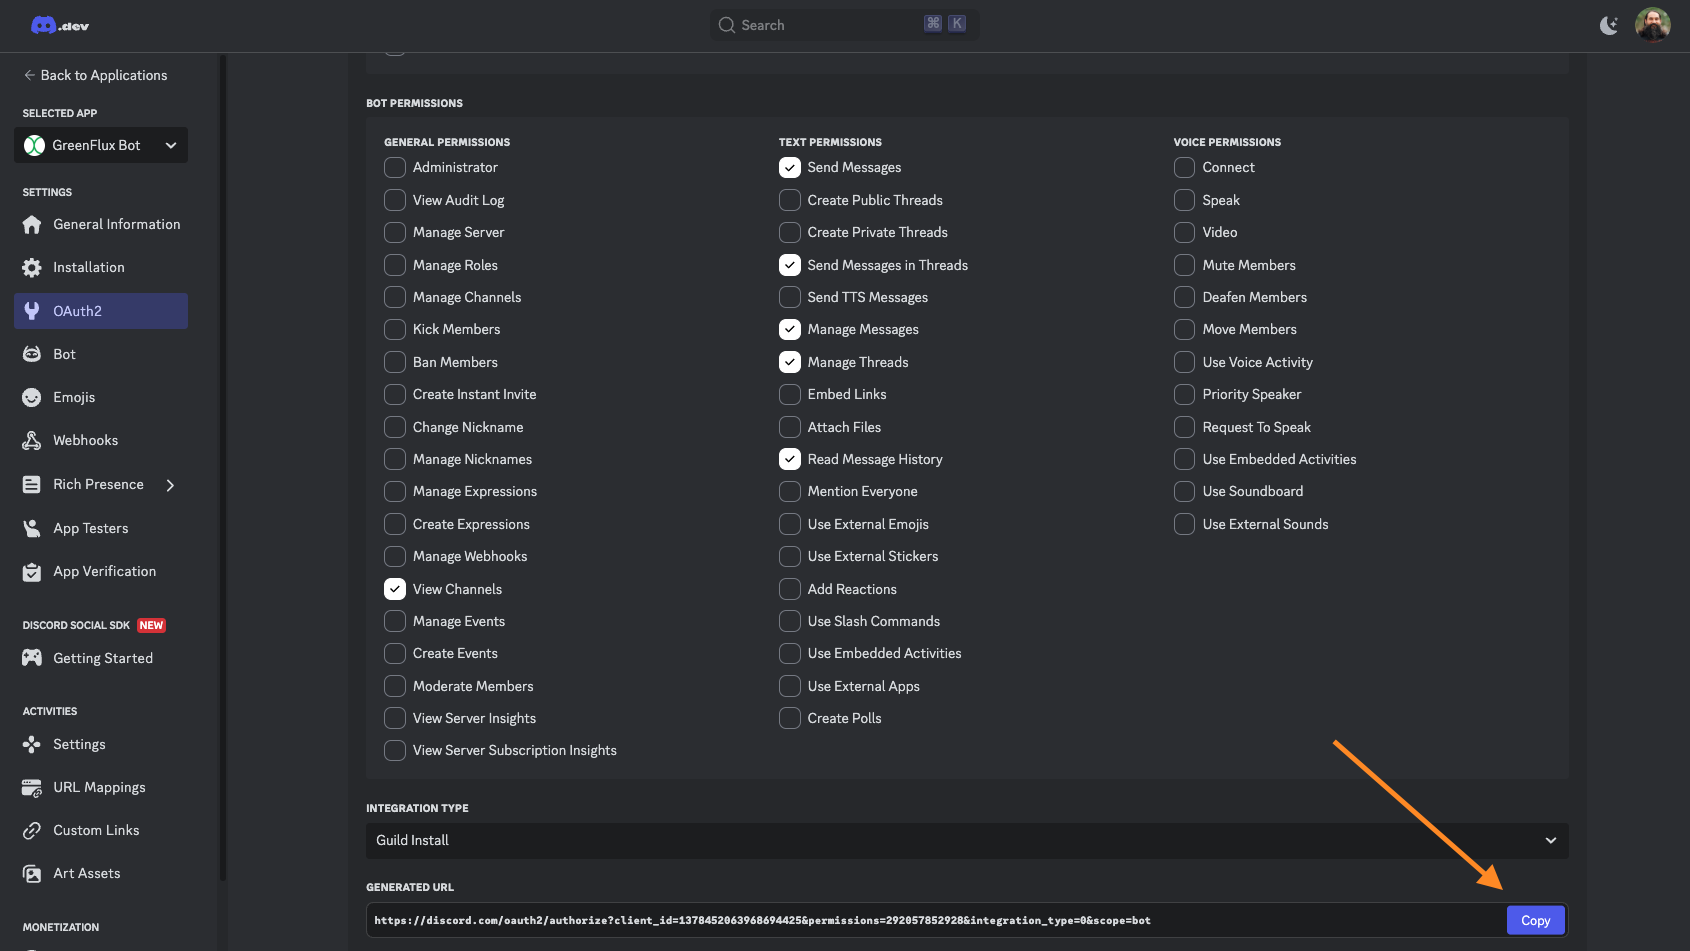 .dev
Search
⌘ K
Back to Applications
SELECTED APP
GreenFlux Bot
SETTINGS
General Information
Installation
OAuth2
Bot
Emojis
Webhooks
Rich Presence
App Testers
App Verification
DISCORD SOCIAL SDK NEW
Getting Started
ACTIVITIES
Settings
URL Mappings
Custom Links
Art Assets
MONETIZATION
BOT PERMISSIONS
GENERAL PERMISSIONS
Administrator
View Audit Log
Manage Server
Manage Roles
Manage Channels
Kick Members
Ban Members
Create Instant Invite
Change Nickname
Manage Nicknames
Manage Expressions
Create Expressions
Manage Webhooks
View Channels
Manage Events
Create Events
Moderate Members
View Server Insights
View Server Subscription Insights
TEXT PERMISSIONS
Send Messages
Create Public Threads
Create Private Threads
Send Messages in Threads
Send TTS Messages
Manage Messages
Manage Threads
Embed Links
Attach Files
Read Message History
Mention Everyone
Use External Emojis
Use External Stickers
Add Reactions
Use Slash Commands
Use Embedded Activities
Use External Apps
Create Polls
VOICE PERMISSIONS
Connect
Speak
Video
Mute Members
Deafen Members
Move Members
Use Voice Activity
Priority Speaker
Request To Speak
Use Embedded Activities
Use Soundboard
Use External Sounds
INTEGRATION TYPE
Guild Install
GENERATED URL
https://discord.com/oauth2/authorize?client_id=1378452063968694425&permissions=292057852928&integration_type=0&scope=bot
Copy